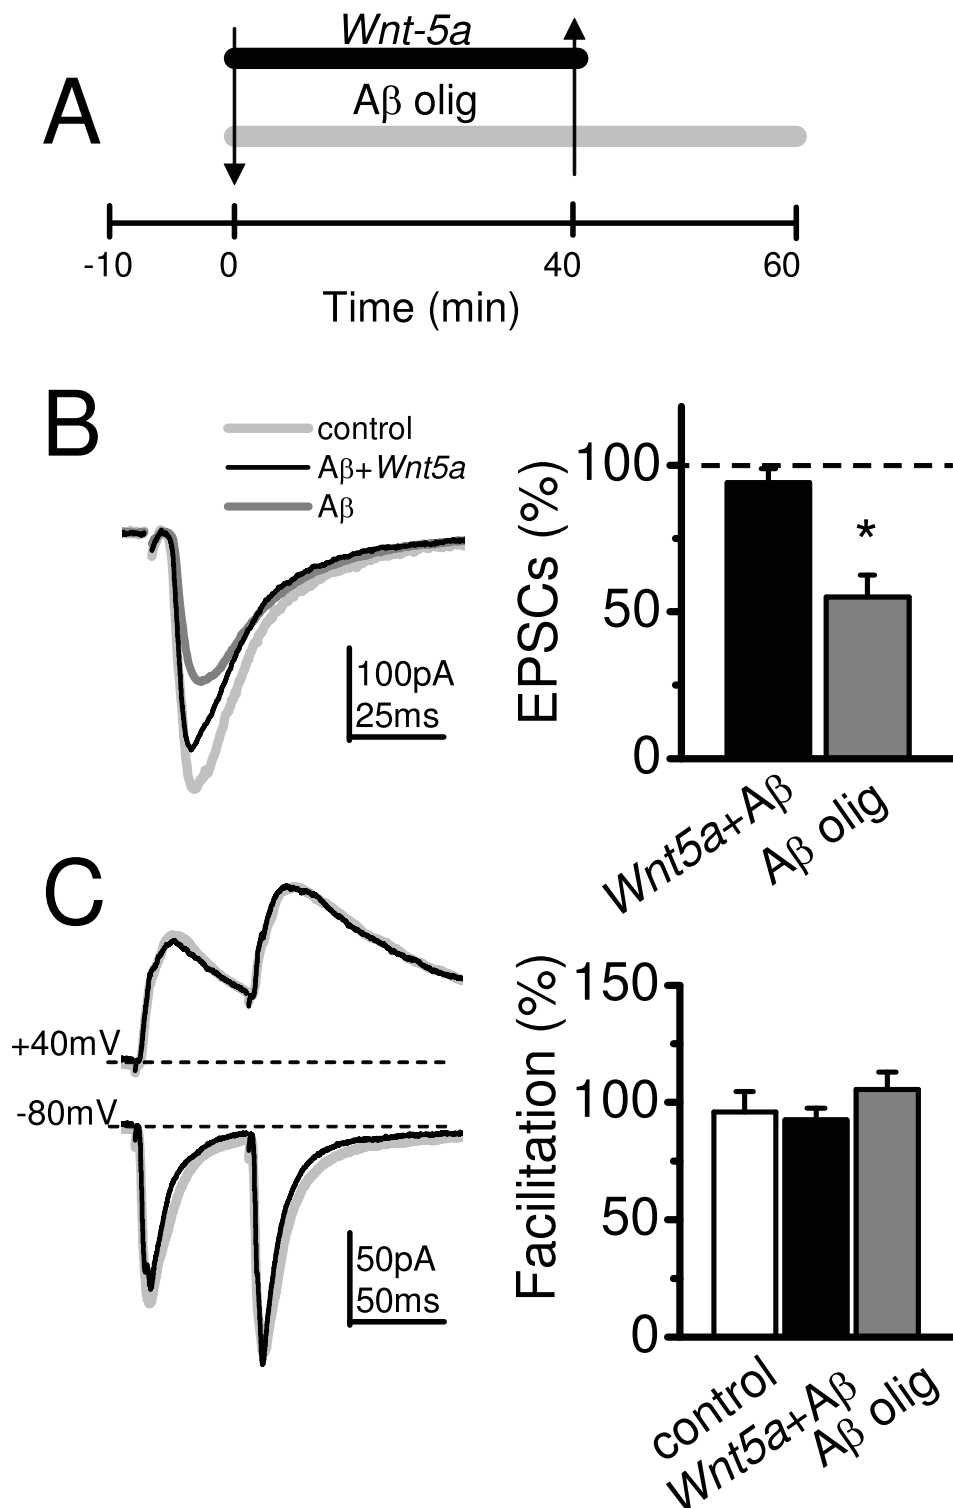 A
Wnt-5a
Aβ olig
-10 0 40 60
Time (min)
B
control
Aβ+Wnt5a
Aβ
100pA
25ms
EPSCs (%)
100
50
0
*
Wnt5a+Aβ
Aβ olig
C
+40mV
-80mV
50pA
50ms
Facilitation (%)
150
100
50
0
control
Wnt5a+Aβ
Aβ olig